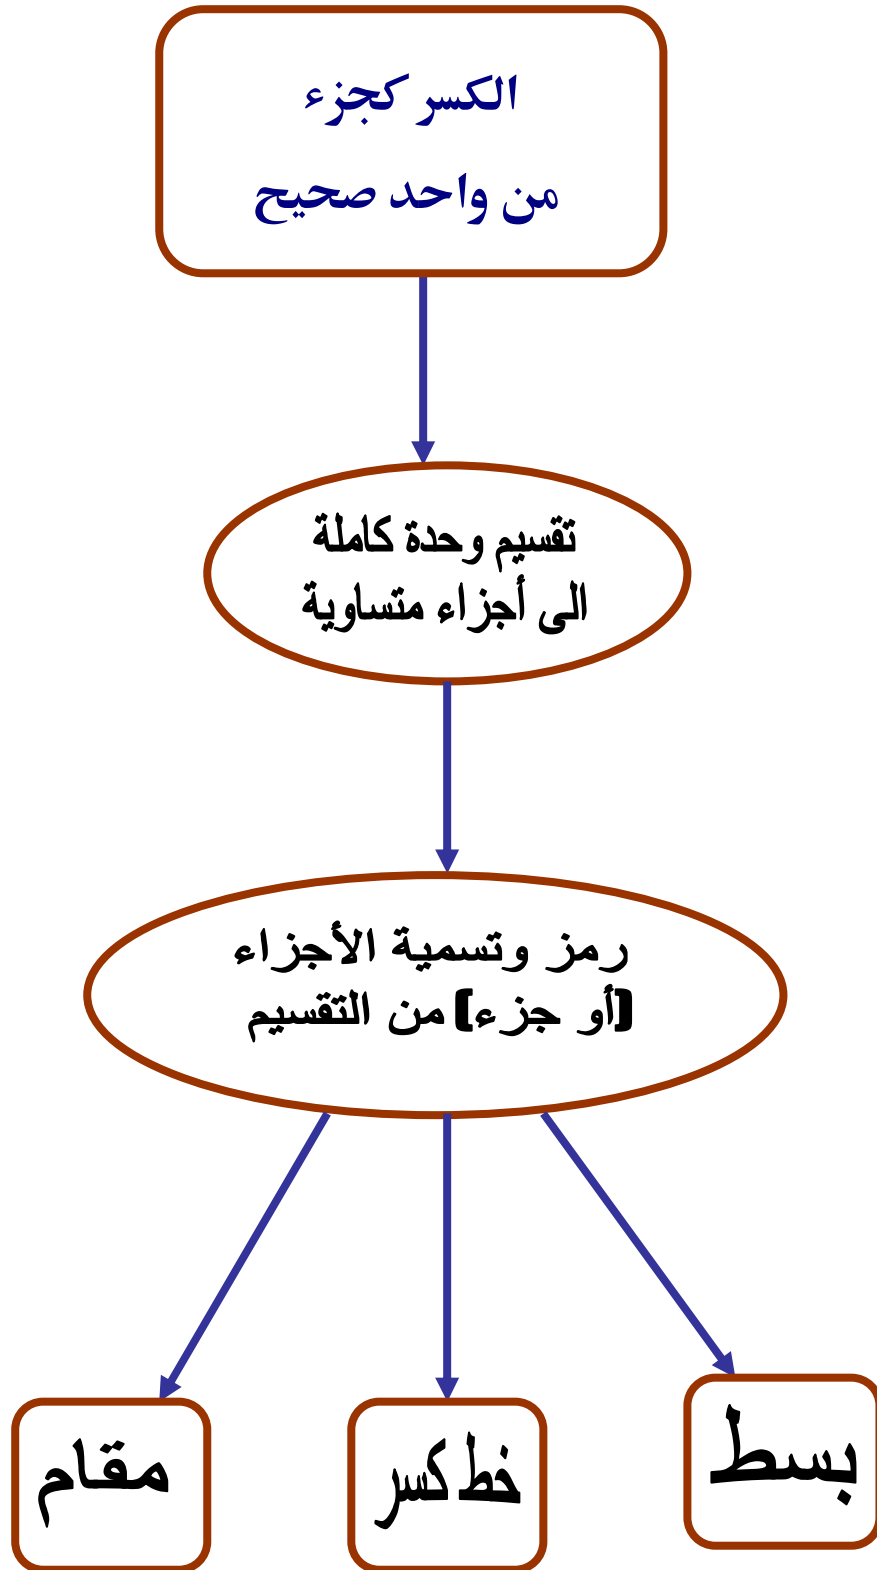 الكسر كجزء
من واحد صحيح
تقسيم وحدة كاملة
الى أجزاء متساوية
رمز وتسمية الأجزاء
(أو جزء) من التقسيم
بسط
خط كسر
مقام